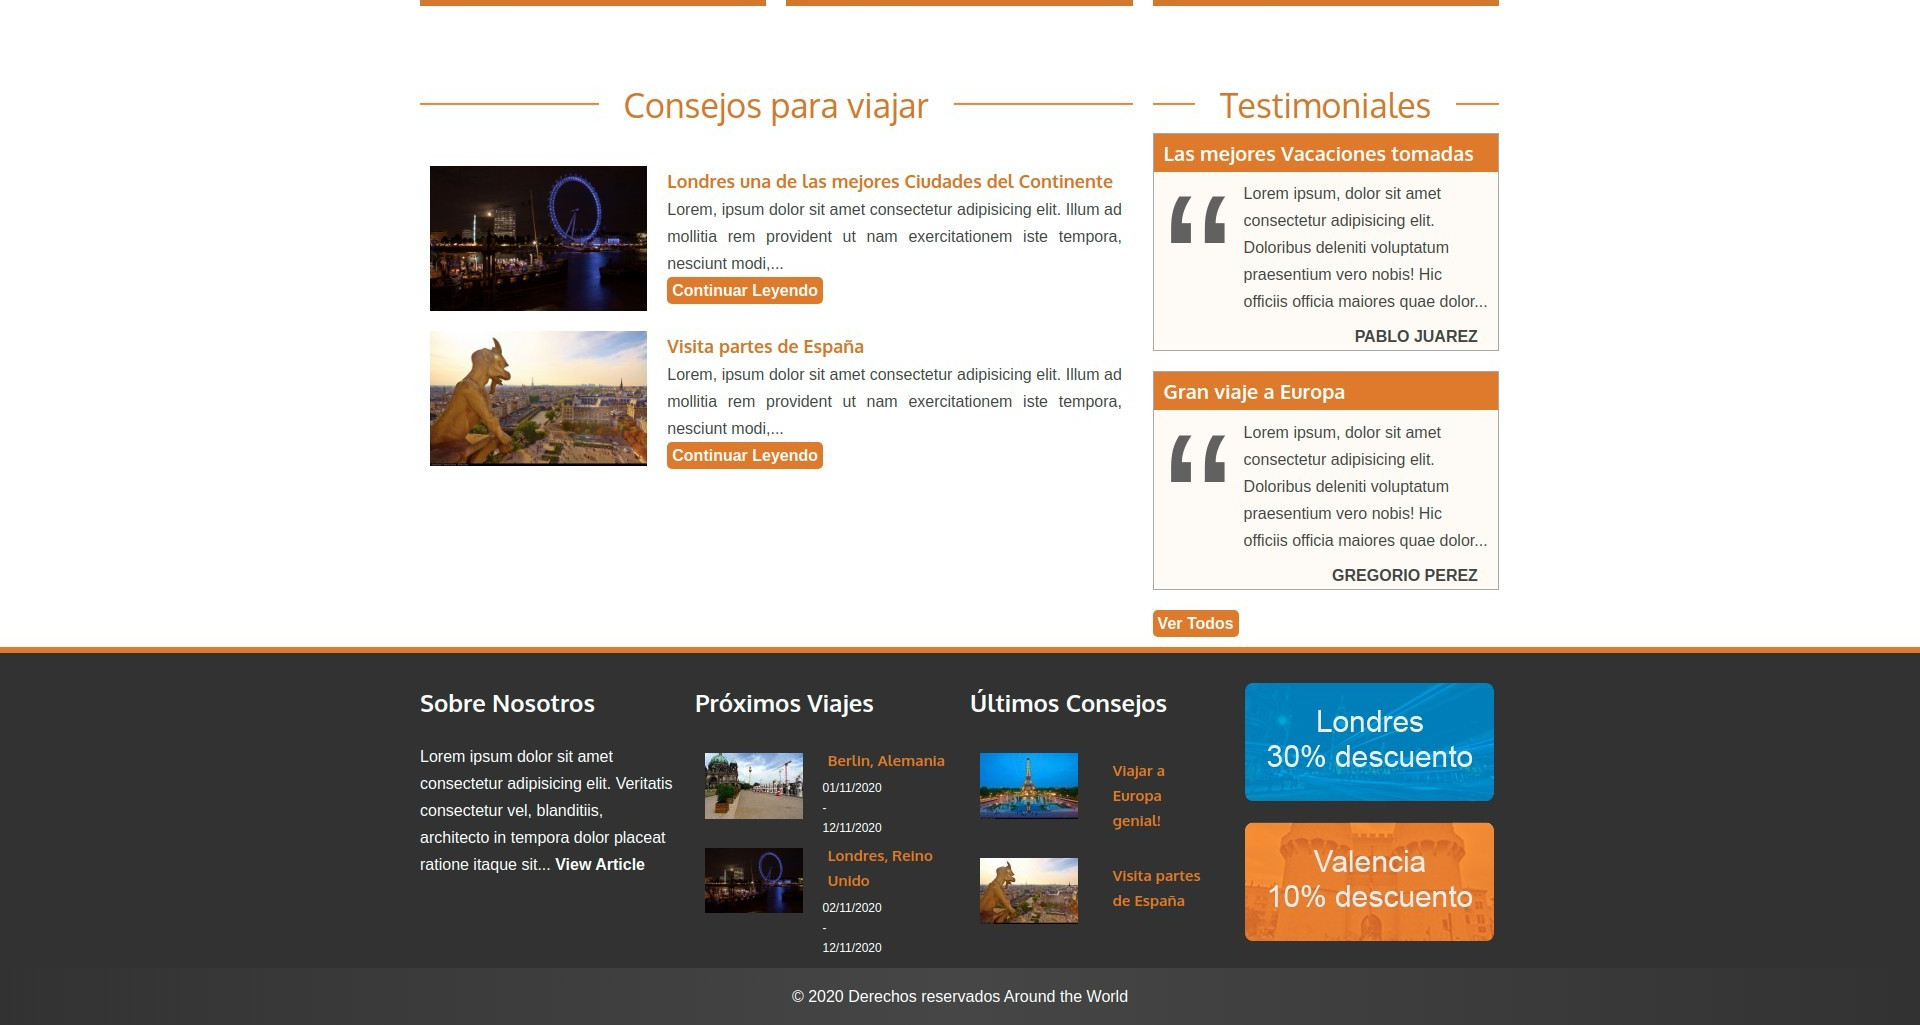 Consejos para viajar
Londres una de las mejores Ciudades del Continente
Lorem, ipsum dolor sit amet consectetur adipisicing elit. Illum ad
mollitia rem provident ut nam exercitationem iste tempora,
nesciunt modi,...
Continuar Leyendo
Visita partes de España
Lorem, ipsum dolor sit amet consectetur adipisicing elit. Illum ad
mollitia rem provident ut nam exercitationem iste tempora,
nesciunt modi,...
Continuar Leyendo
Testimoniales
Las mejores Vacaciones tomadas
“
Lorem ipsum, dolor sit amet
consectetur adipisicing elit.
Doloribus deleniti voluptatum
praesentium vero nobis! Hic
officiis officia maiores quae dolor...
PABLO JUAREZ
Gran viaje a Europa
“
Lorem ipsum, dolor sit amet
consectetur adipisicing elit.
Doloribus deleniti voluptatum
praesentium vero nobis! Hic
officiis officia maiores quae dolor...
GREGORIO PEREZ
Ver Todos
Sobre Nosotros
Lorem ipsum dolor sit amet
consectetur adipisicing elit. Veritatis
consectetur vel, blanditiis,
architecto in tempora dolor placeat
ratione itaque sit... View Article
Próximos Viajes
Berlin, Alemania
01/11/2020
-
12/11/2020
Londres, Reino
Unido
02/11/2020
-
12/11/2020
Últimos Consejos
Viajar a
Europa
genial!
Visita partes
de España
Londres
30% descuento
Valencia
10% descuento
© 2020 Derechos reservados Around the World